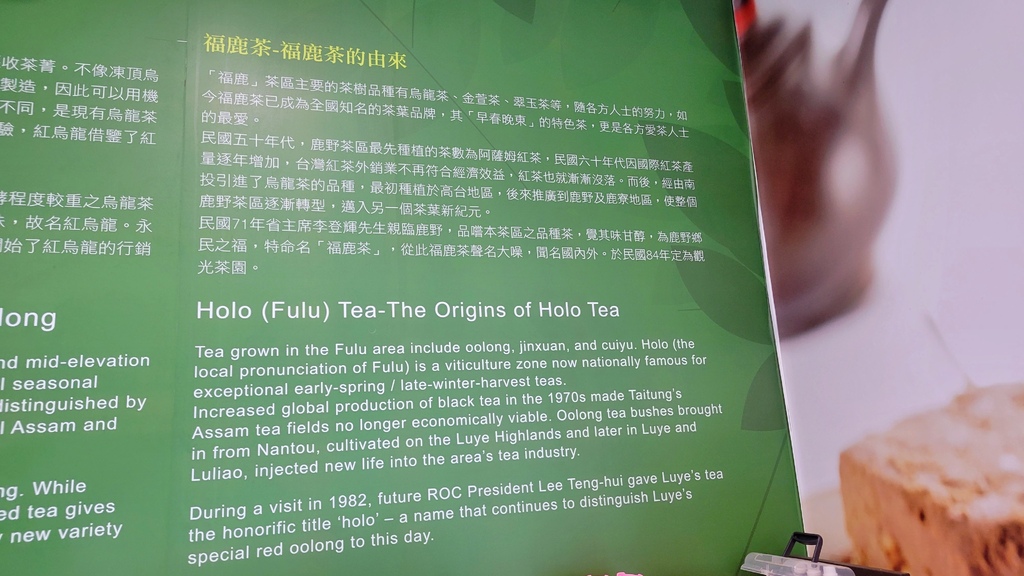 收茶菁。不像凍頂烏
製造，因此可以用機
不同，是現有烏龍茶
驗，紅烏龍借鑒了紅
酵程度較重之烏龍茶
味，故名紅烏龍。永
開始了紅烏龍的行銷
long
nd mid-elevation
l seasonal
distinguished by
l Assam and
ng. While
ed tea gives
new variety
福鹿茶-福鹿茶的由來
「福鹿」茶區主要的茶樹品種有烏龍茶、金萱茶、翠玉茶等，隨各方人士的努力，如
今福鹿茶已成為全國知名的茶葉品牌，其「早春晚東」的特色茶，更是各方愛茶人士
的最愛。
民國五十年代，鹿野茶區最先種植的茶數為阿薩姆紅茶，民國六十年代因國際紅茶產
量逐年增加，台灣紅茶外銷業不再符合經濟效益，紅茶也就漸漸沒落。而後，經由南
投引進了烏龍茶的品種，最初種植於高台地區，後來推廣到鹿野及鹿寮地區，使整個
鹿野茶區逐漸轉型，邁入另一個茶葉新紀元。
民國71年省主席李登輝先生親臨鹿野，品嚐本茶區之品種茶，覺其味甘醇，為鹿野鄉
民之福，特命名「福鹿茶」，從此福鹿茶聲名大噪，聞名國內外。於民國84年定為觀
光茶園。
Holo (Fulu) Tea-The Origins of Holo Tea
Tea grown in the Fulu area include oolong, jinxuan, and cuiyu. Holo (the
local pronunciation of Fulu) is a viticulture zone now nationally famous for
exceptional early-spring / late-winter-harvest teas.
Increased global production of black tea in the 1970s made Taitung's
Assam tea fields no longer economically viable. Oolong tea bushes brought
in from Nantou, cultivated on the Luye Highlands and later in Luye and
Luliao, injected new life into the area's tea industry.
During a visit in 1982, future ROC President Lee Teng-hui gave Luye's tea
the honorific title 'holo' – a name that continues to distinguish Luye's
special red oolong to this day.